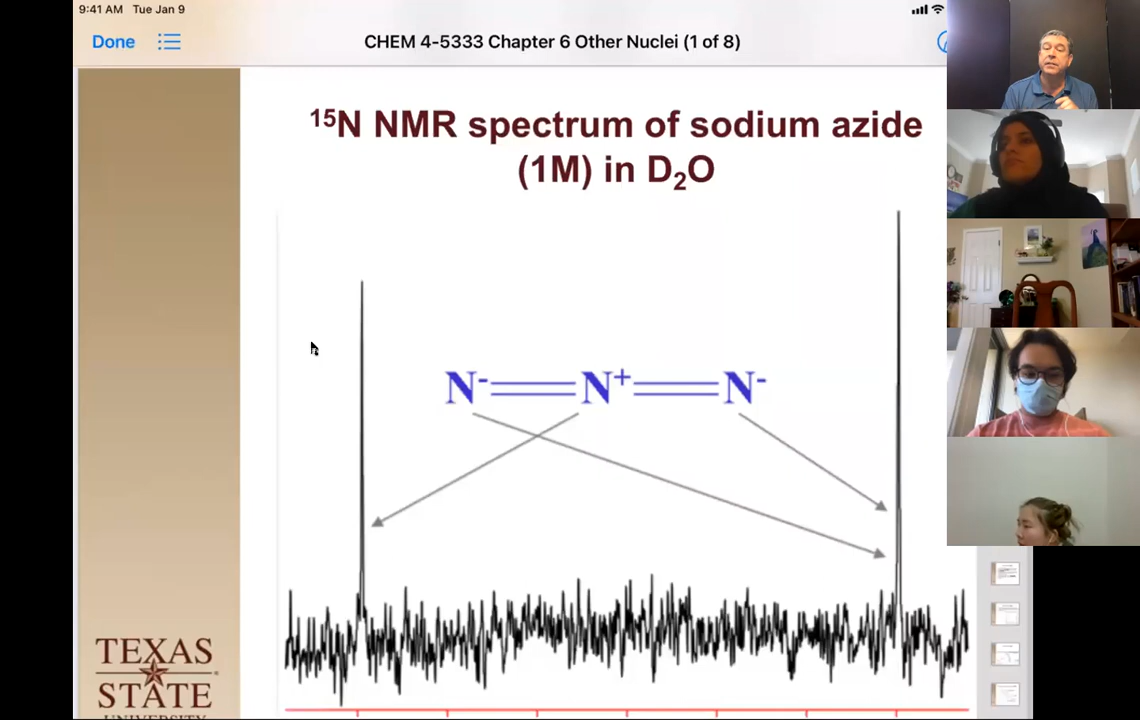 9:41 AM Tue Jan 9
Done
CHEM 4-5333 Chapter 6 Other Nuclei (1 of 8)
¹⁵N NMR spectrum of sodium azide
(1M) in D₂O
N⁻ N⁺ N⁻
TEXAS
STATE
UNIVERSITY